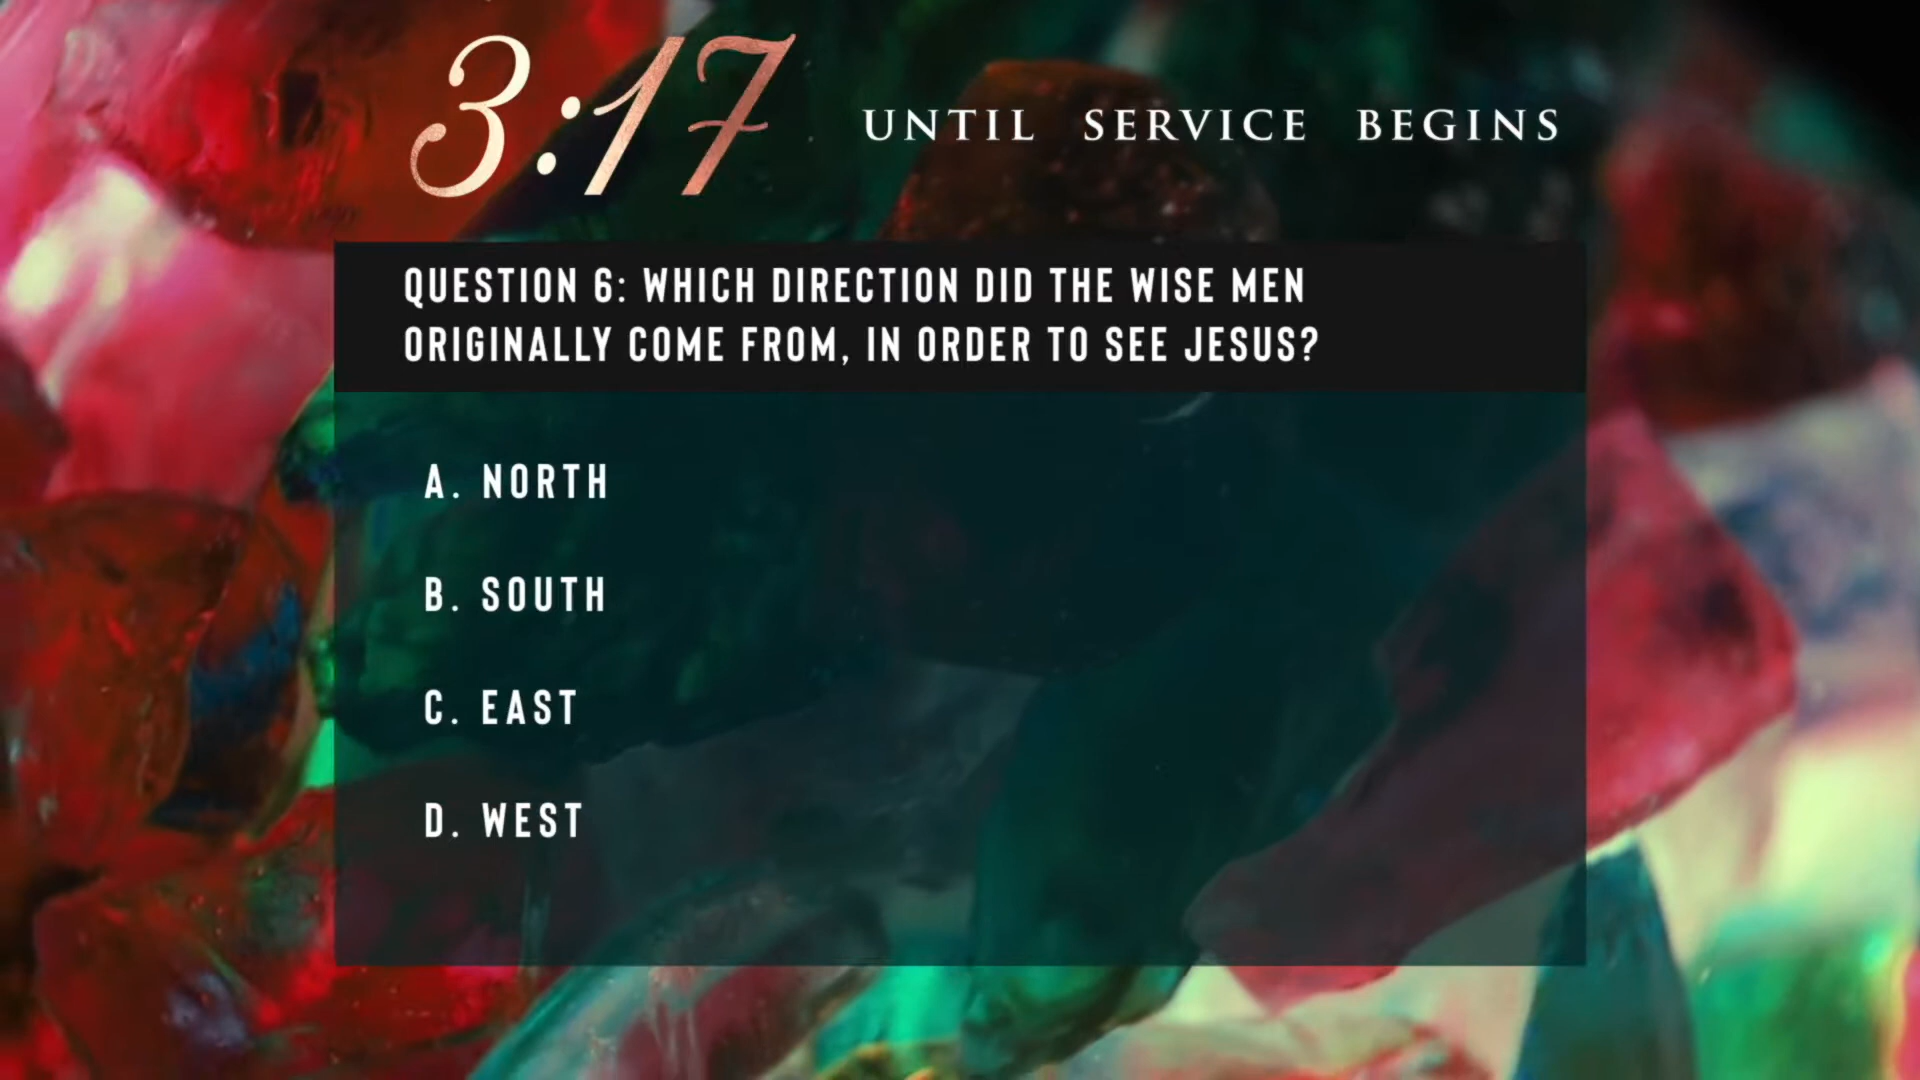 3:17 UNTIL SERVICE BEGINS
QUESTION 6: WHICH DIRECTION DID THE WISE MEN
ORIGINALLY COME FROM, IN ORDER TO SEE JESUS?
A. NORTH
B. SOUTH
C. EAST
D. WEST